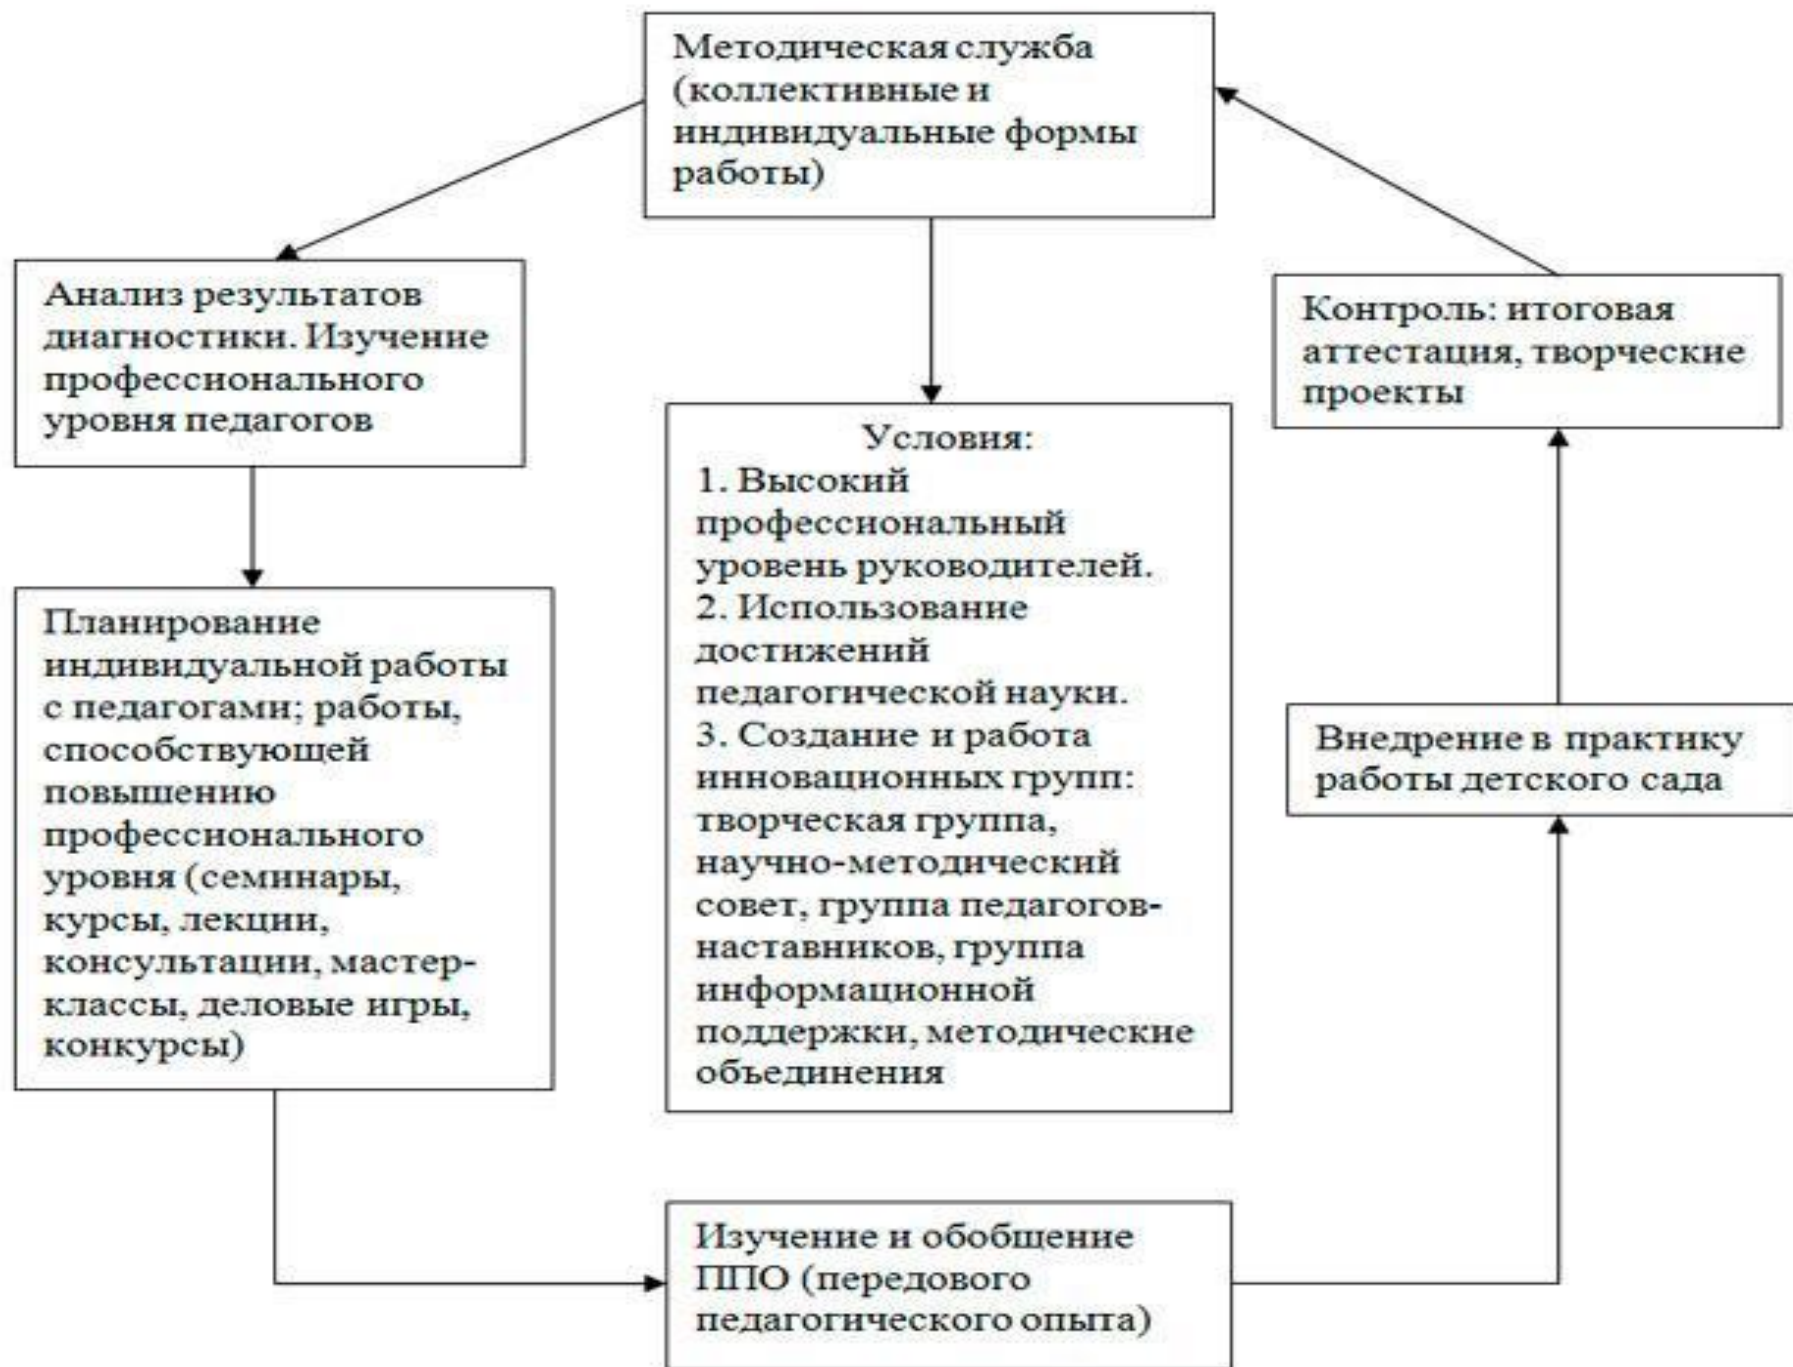 Методическая служба
(коллективные и
индивидуальные формы
работы)
Анализ результатов
диагностики. Изучение
профессионального
уровня педагогов
Контроль: итоговая
аттестация, творческие
проекты
Условия:
1. Высокий
профессиональный
уровень руководителей.
2. Использование
достижений
педагогической науки.
3. Создание и работа
инновационных групп:
творческая группа,
научно-методический
совет, группа педагогов-
наставников, группа
информационной
поддержки, методические
объединения
Планирование
индивидуальной работы
с педагогами; работы,
способствующей
повышению
профессионального
уровня (семинары,
курсы, лекции,
консультации, мастер-
классы, деловые игры,
конкурсы)
Внедрение в практику
работы детского сада
Изучение и обобщение
ППО (передового
педагогического опыта)